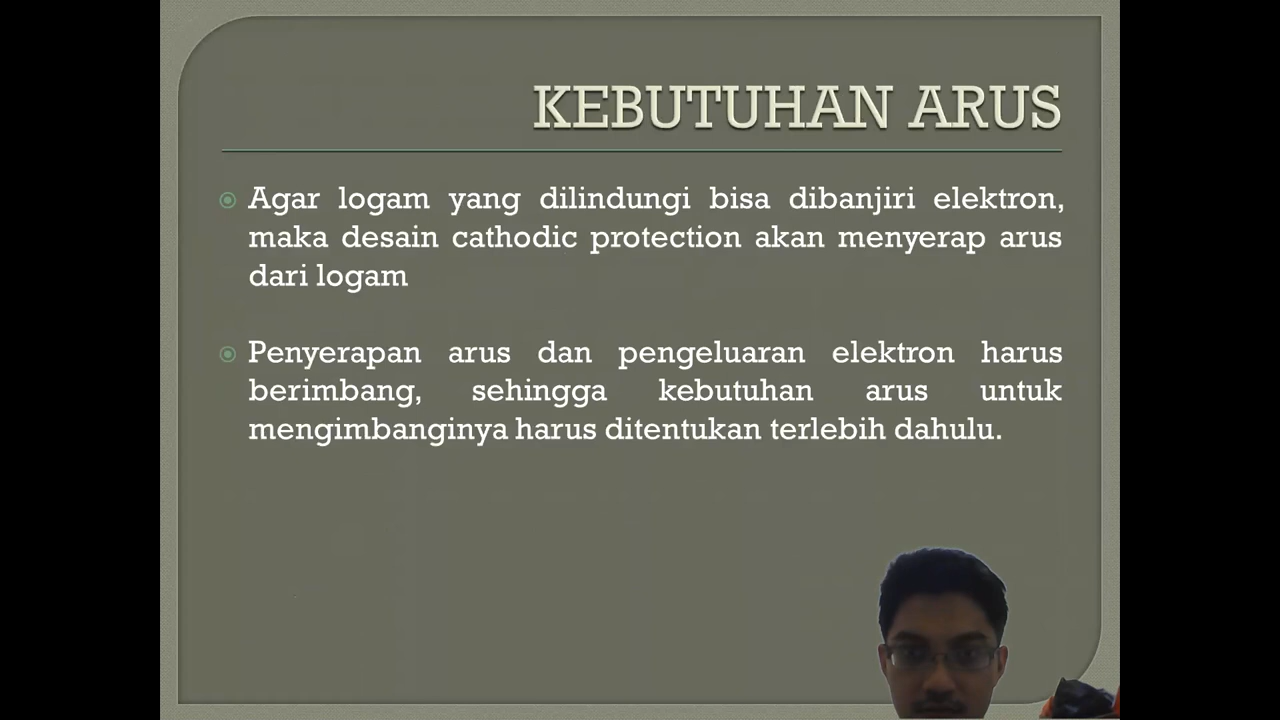 KEBUTUHAN ARUS
Agar logam yang dilindungi bisa dibanjiri elektron,
maka desain cathodic protection akan menyerap arus
dari logam
Penyerapan arus dan pengeluaran elektron harus
berimbang, sehingga kebutuhan arus untuk
mengimbanginya harus ditentukan terlebih dahulu.